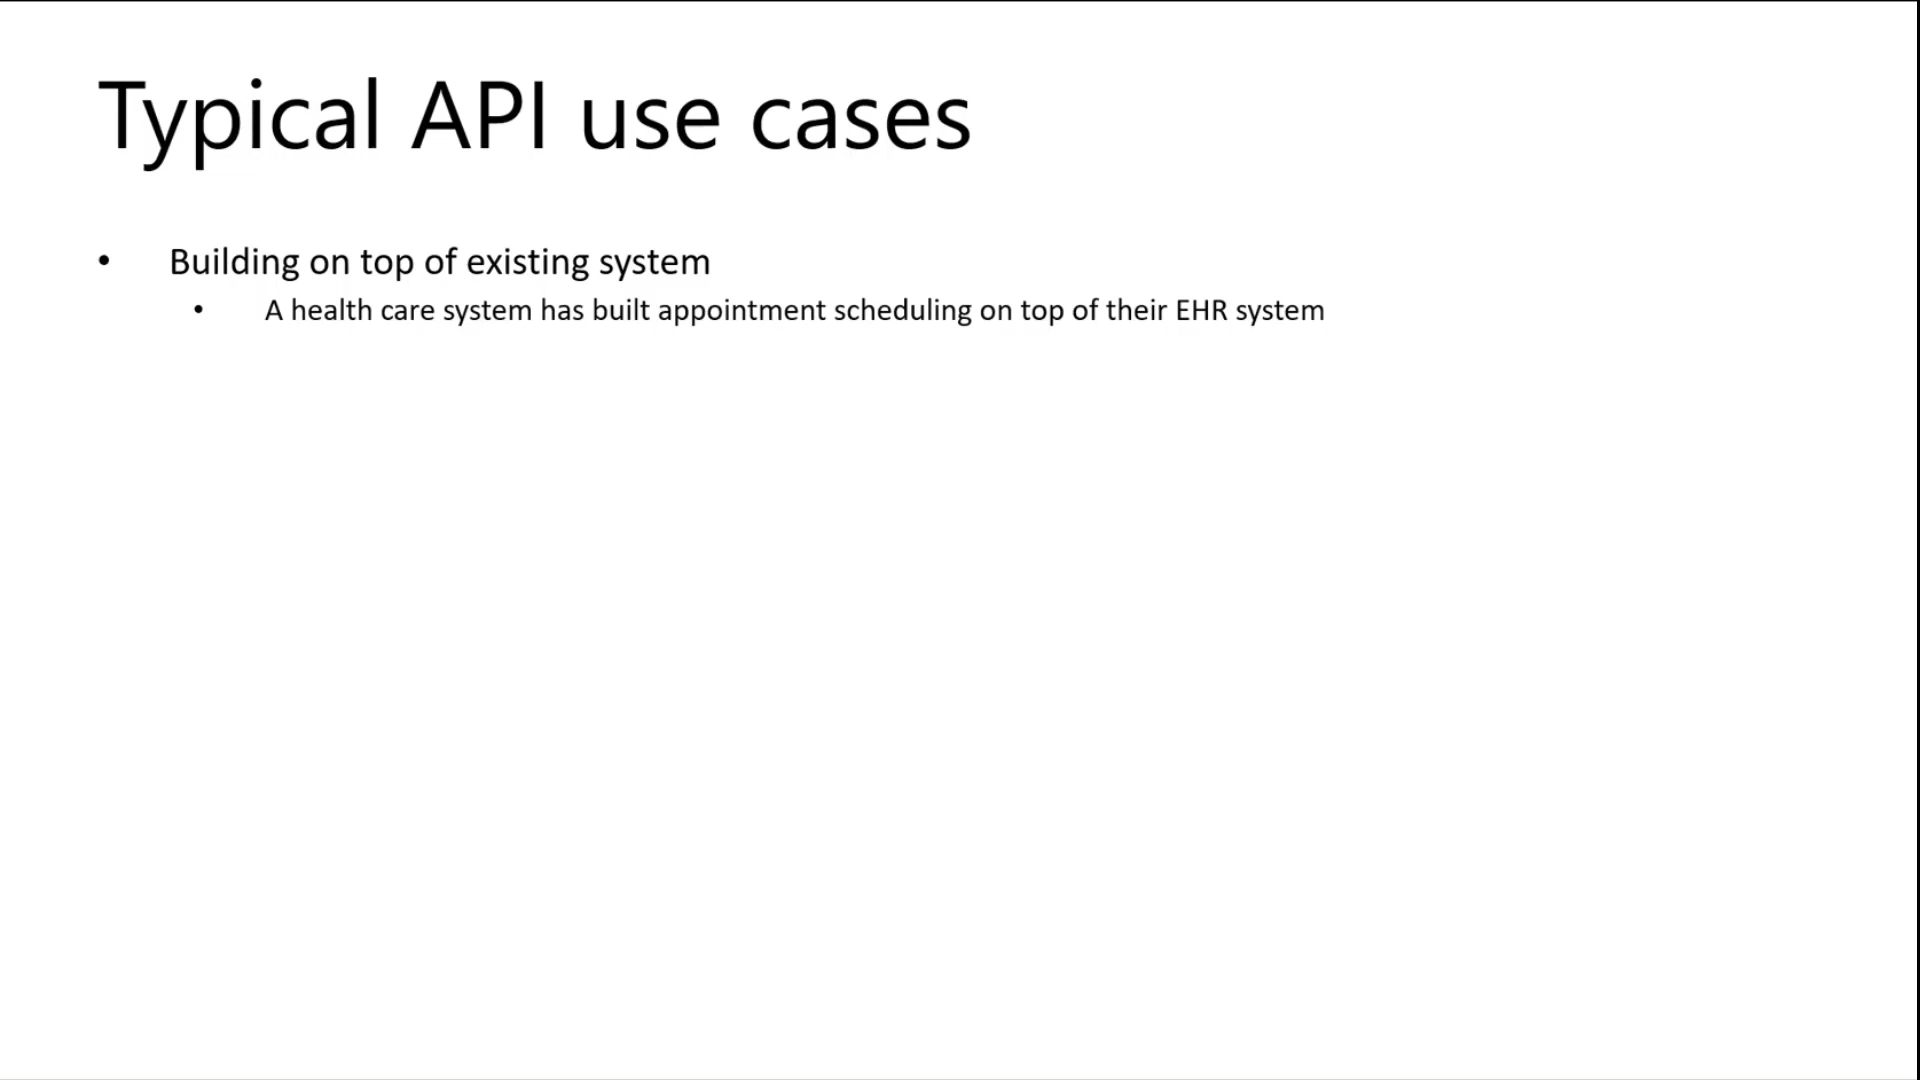 Typical API use cases
• Building on top of existing system
• A health care system has built appointment scheduling on top of their EHR system